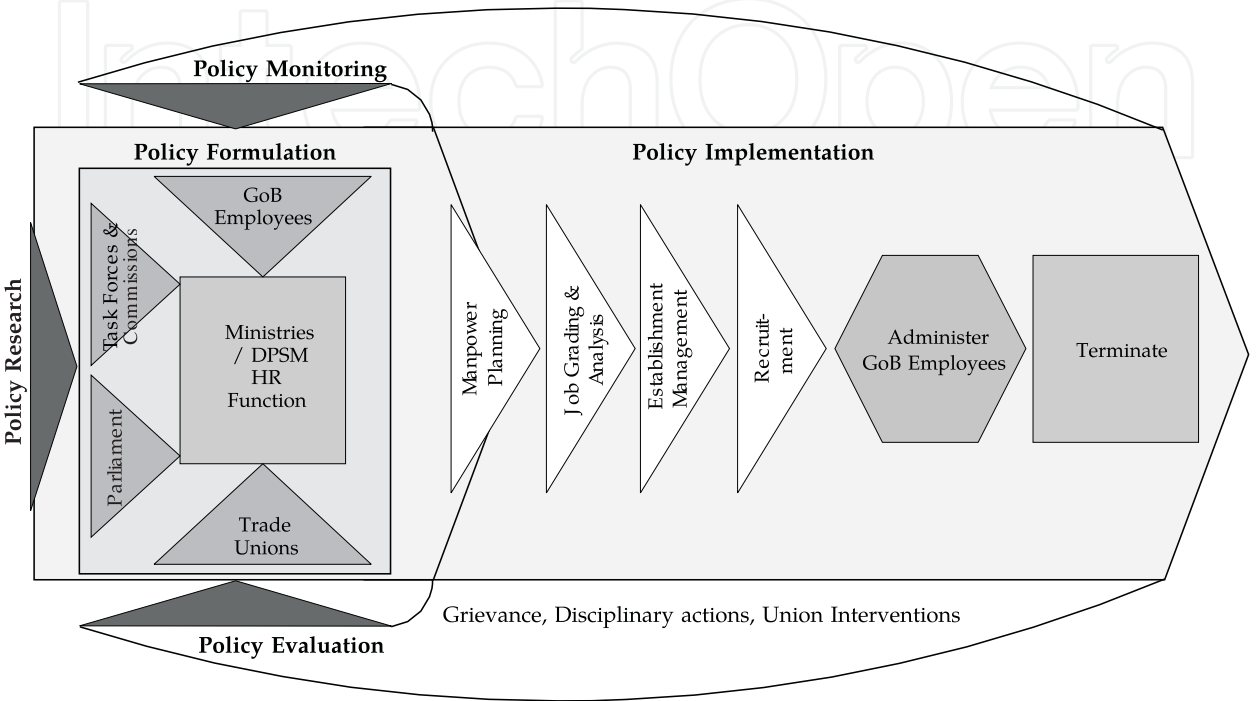 IntechOpen
Policy Monitoring
Policy Formulation
Policy Implementation
GoB
Employees
Task Forces &
Commissions
Policy Research
Ministries
/ DPSM
HR
Function
Parliament
Trade
Unions
Manpower
Planning
Job Grading &
Analysis
Establishment
Management
Recruit-
ment
Administer
GoB Employees
Terminate
Grievance, Disciplinary actions, Union Interventions
Policy Evaluation